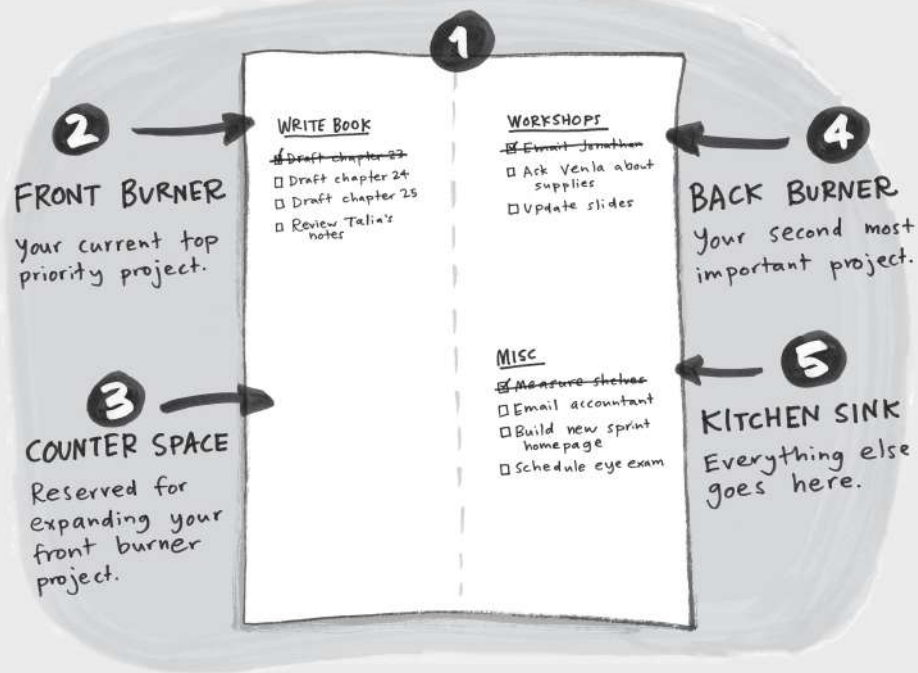 1
2
FRONT BURNER
Your current top
priority project.
3
COUNTER SPACE
Reserved for
expanding your
front burner
project.
WRITE BOOK
Draft chapter 23
Draft chapter 24
Draft chapter 25
Review Talia's
notes
WORKSHOPS
Email Jonathan
Ask Venla about
supplies
Update slides
MISC
Measure shelves
Email accountant
Build new sprint
homepage
Schedule eye exam
4
BACK BURNER
Your second most
important project.
5
KITCHEN SINK
Everything else
goes here.